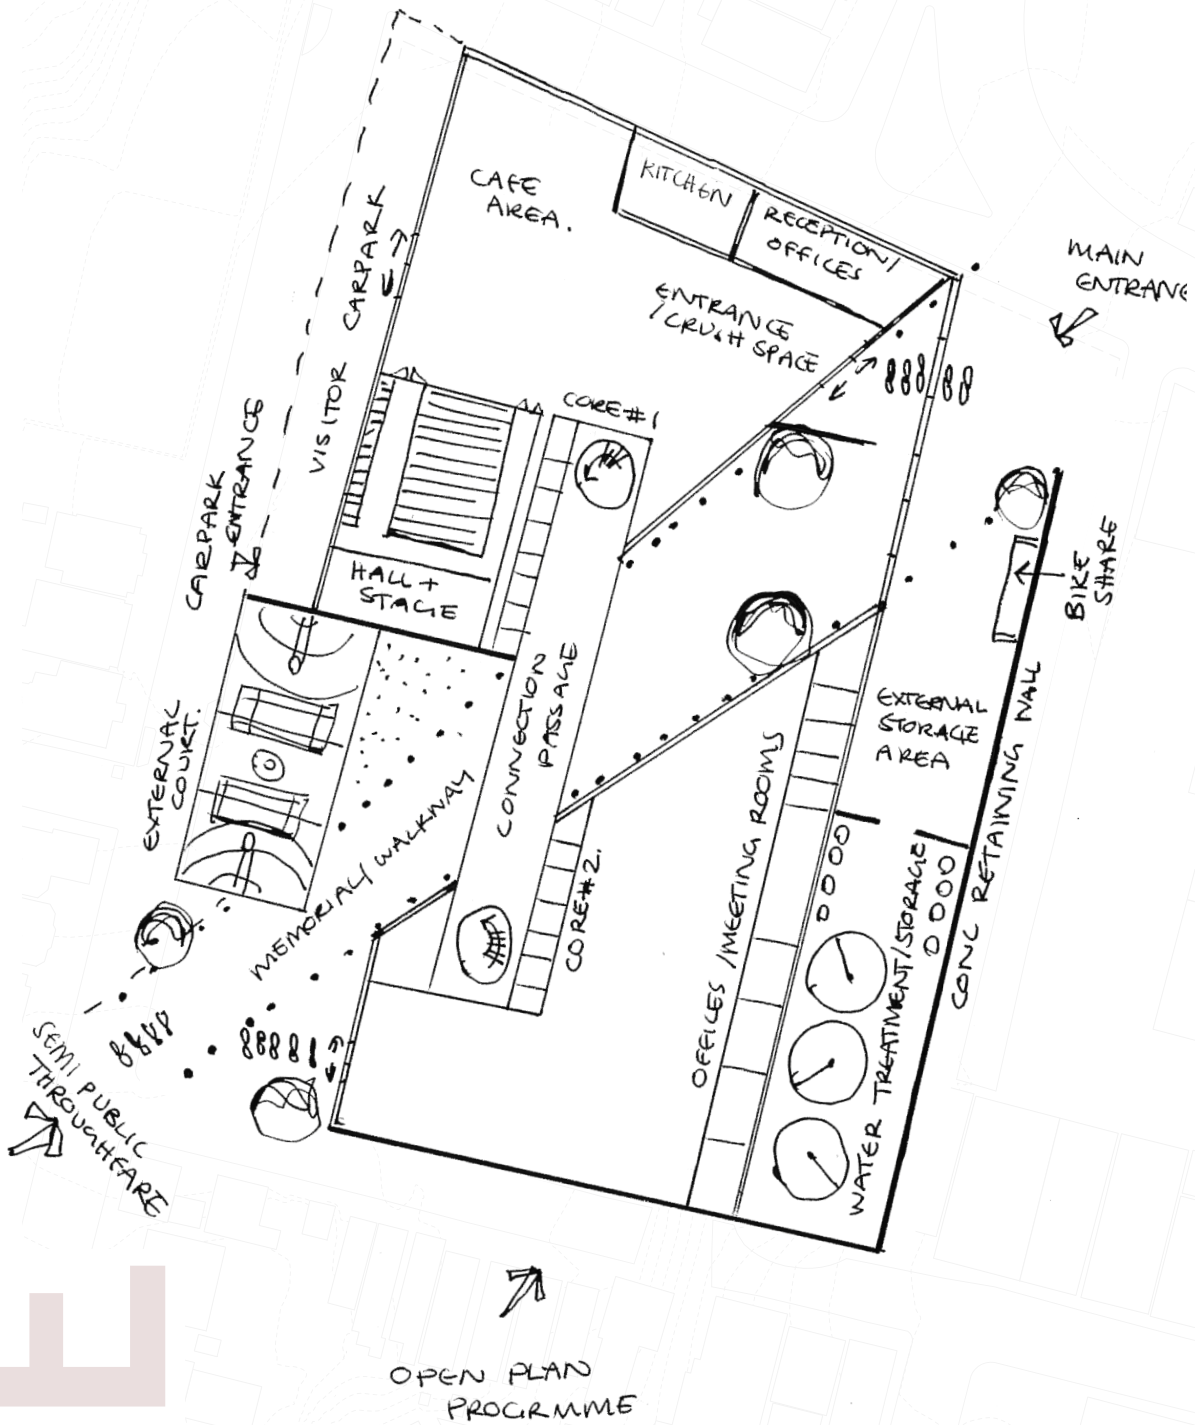 CAFE
AREA.
KITCHEN
RECEPTION/
OFFICES
MAIN
ENTRANC
ENTRANCE
/CRUSH SPACE
VISITOR CARPARK
CORE#1
CARPARK
ENTRANCE
HALL +
STAGE
BIKE
SHARE
CONNECTION
PASSAGE
EXTERNAL
STORAGE
AREA
EXTERNAL
COURT.
MEMORIAL/WALKWAY
OFFICES/MEETING ROOMS
CORE#2.
CONC RETAINING WALL
WATER TREATMENT/STORAGE
SEMI PUBLIC
THROUGHFARE
E
OPEN PLAN
PROGRMME